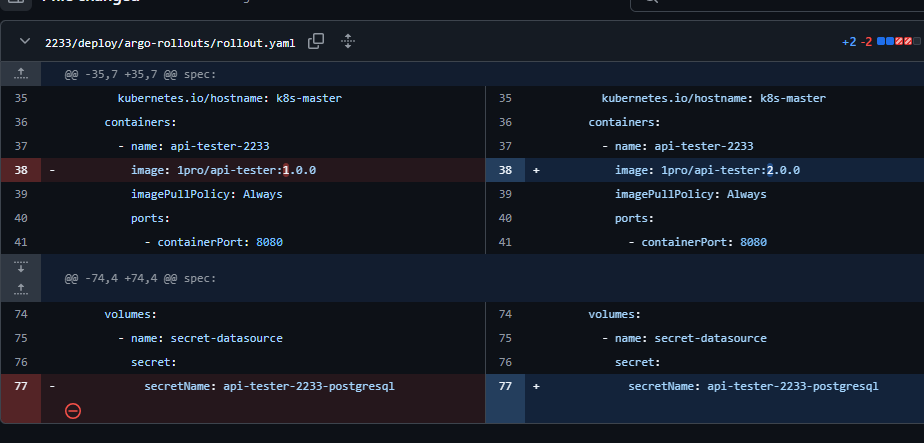 2233/deploy/argo-rollouts/rollout.yaml
+2 -2
@@ -35,7 +35,7 @@ spec:
35 kubernetes.io/hostname: k8s-master 35 kubernetes.io/hostname: k8s-master
36 containers: 36 containers:
37 - name: api-tester-2233 37 - name: api-tester-2233
38 - image: 1pro/api-tester:1.0.0 38 + image: 1pro/api-tester:2.0.0
39 imagePullPolicy: Always 39 imagePullPolicy: Always
40 ports: 40 ports:
41 - containerPort: 8080 41 - containerPort: 8080
@@ -74,4 +74,4 @@ spec:
74 volumes: 74 volumes:
75 - name: secret-datasource 75 - name: secret-datasource
76 secret: 76 secret:
77 - secretName: api-tester-2233-postgresql 77 + secretName: api-tester-2233-postgresql